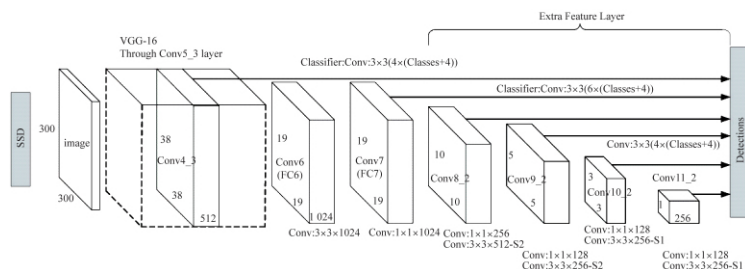 Extra Feature Layer
VGG-16
Through Conv5_3 layer
Classifier:Conv:3×3(4×(Classes+4))
Classifier:Conv:3×3(6×(Classes+4))
SSD
300
image
300
38
Conv4_3
38
512
19
Conv6
(FC6)
19
1 024
19
Conv7
(FC7)
19
10
Conv8_2
10
5
Conv9_2
5
Conv:3×3(4×(Classes+4))
3
Conv10_2
3
Conv11_2
1
256
Detections
Conv:3×3×1024
Conv:1×1×1024
Conv:1×1×256
Conv:3×3×512-S2
Conv:1×1×128
Conv:3×3×256-S2
Conv:1×1×128
Conv:3×3×256-S1
Conv:1×1×128
Conv:3×3×256-S1